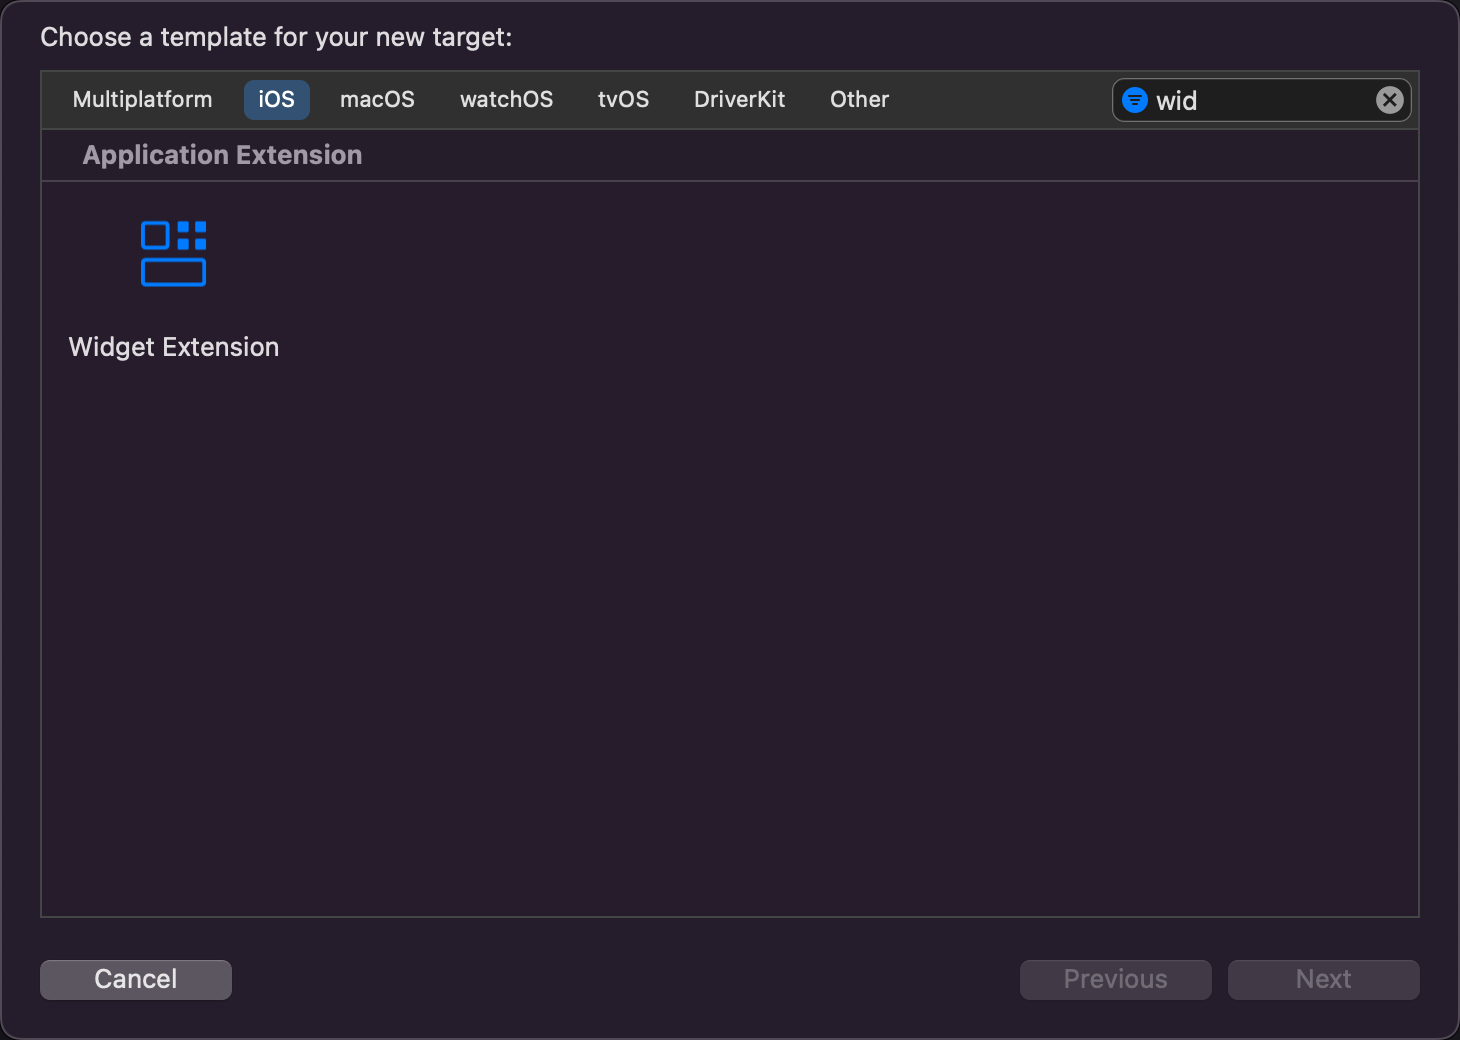 Choose a template for your new target:
Multiplatform iOS macOS watchOS tvOS DriverKit Other wid
Application Extension
Widget Extension
Cancel Previous Next